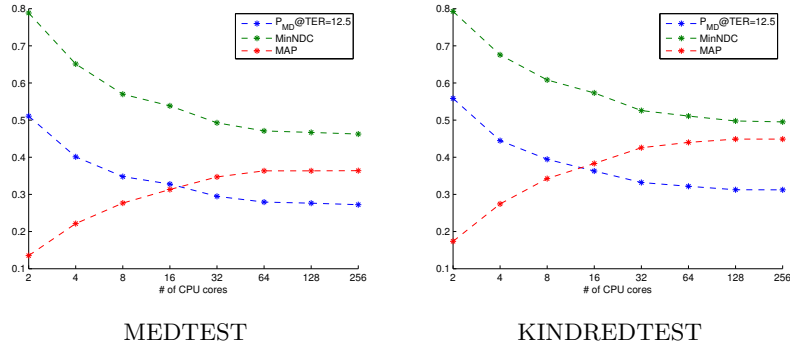 0.8
0.7
0.6
0.5
0.4
0.3
0.2
0.1
2 4 8 16 32 64 128 256
# of CPU cores
P_MD@TER=12.5
MinNDC
MAP
MEDTEST
0.8
0.7
0.6
0.5
0.4
0.3
0.2
0.1
2 4 8 16 32 64 128 256
# of CPU cores
P_MD@TER=12.5
MinNDC
MAP
KINDREDTEST